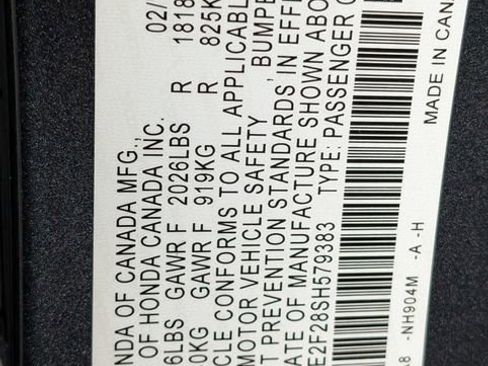 NDA OF CANADA MFG., 02/
OF HONDA CANADA INC.
6LBS GAWR F 2026LBS R 1818
0KG GAWR F 919KG R 825K
CLE CONFORMS TO ALL APPLICABLE
MOTOR VEHICLE SAFETY , BUMPE
T PREVENTION STANDARDS IN EFF
ATE OF MANUFACTURE SHOWN ABO
E2F28SH579383 TYPE: PASSENGER C
MADE IN CANA
A8 -NH904M -A -H